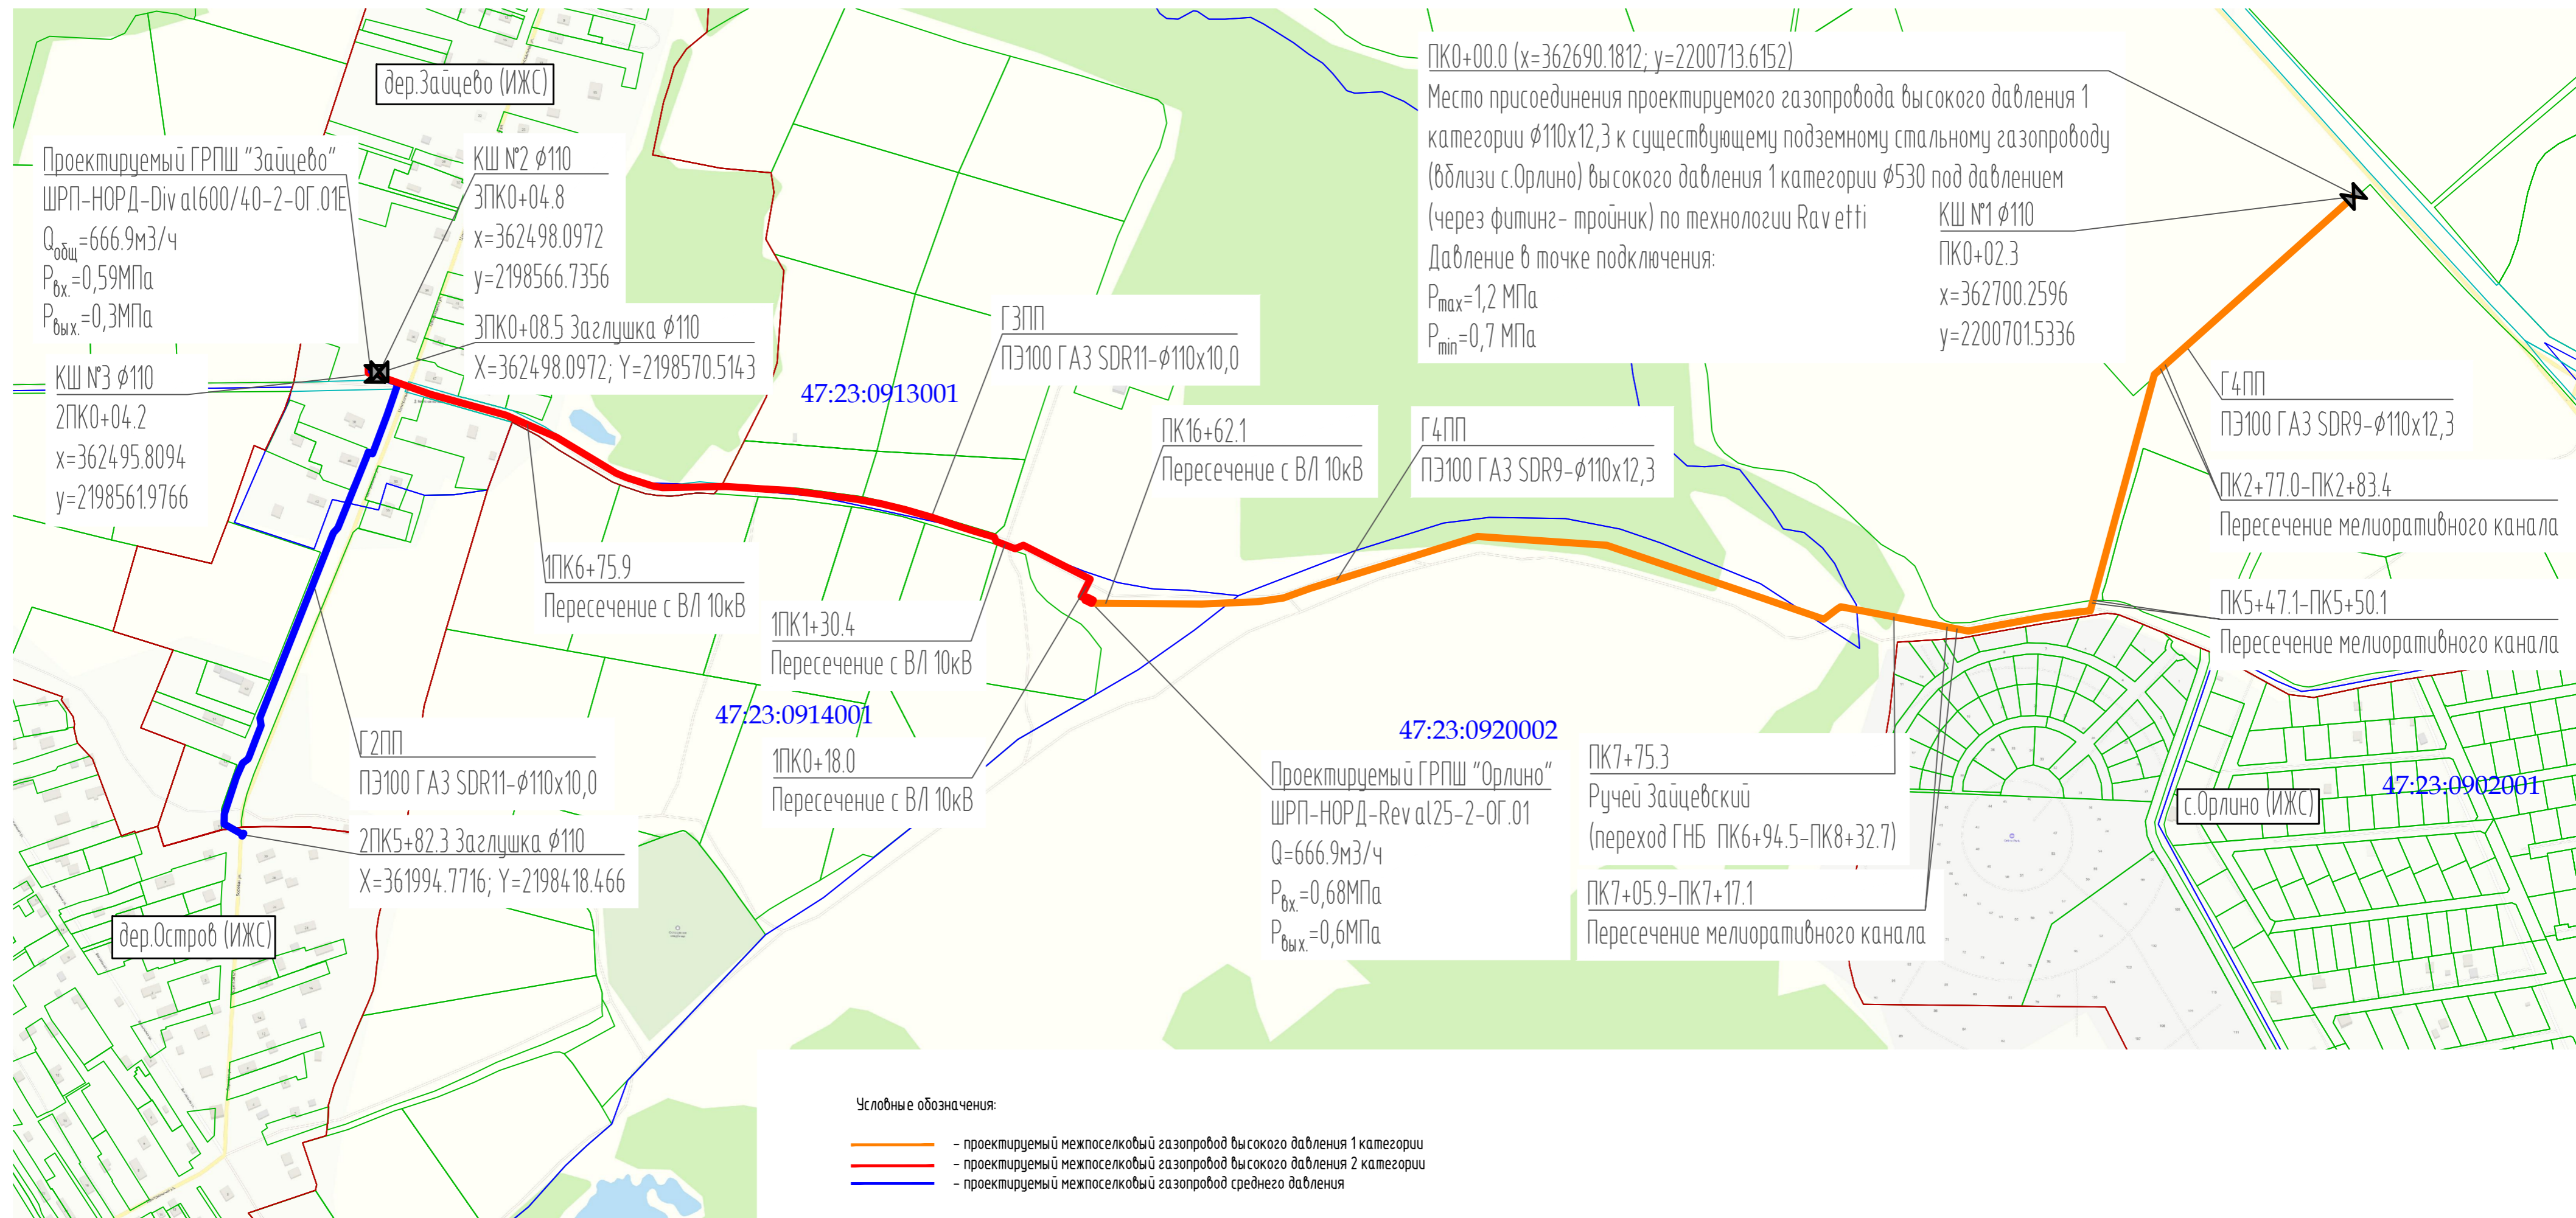 дер.Зайцево (ИЖС)
Проектируемый ГРПШ "Зайцево"
ШРП-НОРД-Dival600/40-2-ОГ.01Е
Qобщ=666.9м3/ч
Pвх.=0,59МПа
Pвых.=0,3МПа
КШ №2 ϕ110
3ПК0+04.8
x=362498.0972
y=2198566.7356
3ПК0+08.5 Заглушка ϕ110
X=362498.0972; Y=2198570.5143
КШ №3 ϕ110
2ПК0+04.2
x=362495.8094
y=2198561.9766
47:23:0913001
Г3ПП
ПЭ100 ГАЗ SDR11-ϕ110x10,0
ПК0+00.0 (x=362690.1812; y=2200713.6152)
Место присоединения проектируемого газопровода высокого давления 1
категории ϕ110x12,3 к существующему подземному стальному газопроводу
(вблизи с.Орлино) высокого давления 1 категории ϕ530 под давлением
(через фитинг- тройник) по технологии Ravetti
Давление в точке подключения:
Pmax=1,2 МПа
Pmin=0,7 МПа
КШ №1 ϕ110
ПК0+02.3
x=362700.2596
y=2200701.5336
Г4ПП
ПЭ100 ГАЗ SDR9-ϕ110x12,3
ПК2+77.0-ПК2+83.4
Пересечение мелиоративного канала
ПК5+47.1-ПК5+50.1
Пересечение мелиоративного канала
ПК16+62.1
Пересечение с ВЛ 10кВ
Г4ПП
ПЭ100 ГАЗ SDR9-ϕ110x12,3
1ПК6+75.9
Пересечение с ВЛ 10кВ
1ПК1+30.4
Пересечение с ВЛ 10кВ
47:23:0914001
1ПК0+18.0
Пересечение с ВЛ 10кВ
Г2ПП
ПЭ100 ГАЗ SDR11-ϕ110x10,0
2ПК5+82.3 Заглушка ϕ110
X=361994.7716; Y=2198418.466
дер.Остров (ИЖС)
47:23:0920002
Проектируемый ГРПШ "Орлино"
ШРП-НОРД-Reval25-2-ОГ.01
Q=666.9м3/ч
Pвх.=0,68МПа
Pвых.=0,6МПа
ПК7+75.3
Ручей Зайцевский
(переход ГНБ ПК6+94.5-ПК8+32.7)
ПК7+05.9-ПК7+17.1
Пересечение мелиоративного канала
47:23:0902001
с.Орлино (ИЖС)
Условные обозначения:
- проектируемый межпоселковый газопровод высокого давления 1 категории
- проектируемый межпоселковый газопровод высокого давления 2 категории
- проектируемый межпоселковый газопровод среднего давления